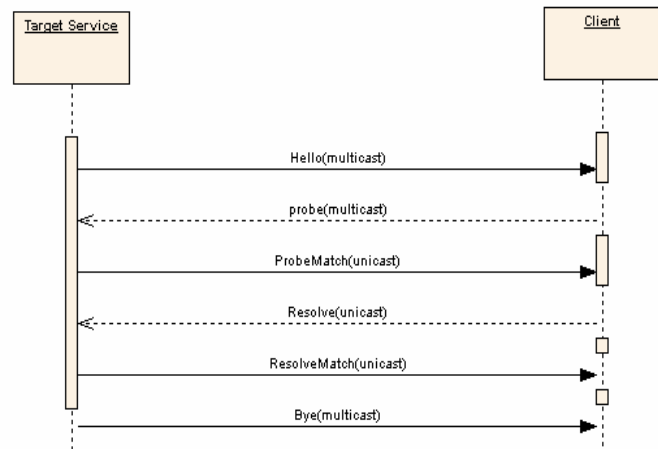 Target Service
Client
Hello(multicast)
probe(multicast)
ProbeMatch(unicast)
Resolve(unicast)
ResolveMatch(unicast)
Bye(multicast)